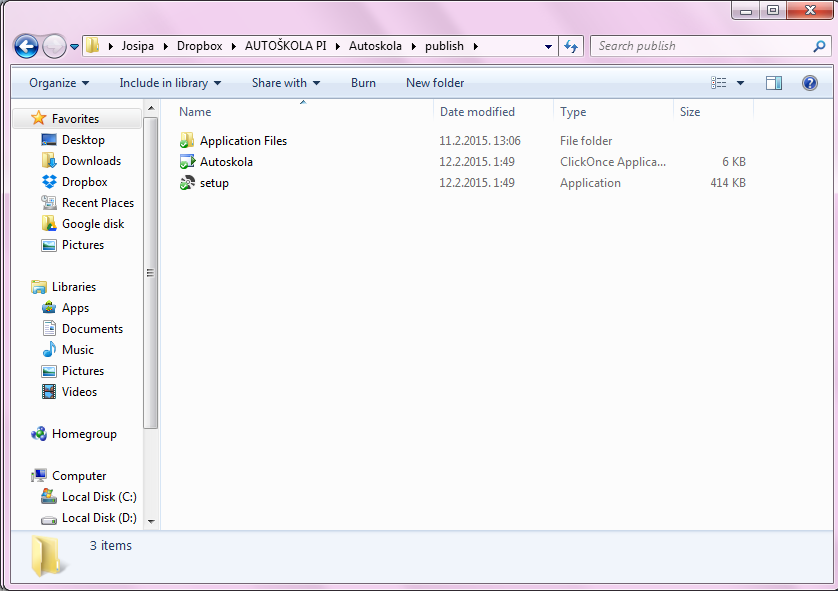 Josipa Dropbox AUTOŠKOLA PI Autoskola publish
Search publish
Organize Include in library Share with Burn New folder
Name Date modified Type Size
Application Files 11.2.2015. 13:06 File folder
Autoskola 12.2.2015. 1:49 ClickOnce Applica... 6 KB
setup 12.2.2015. 1:49 Application 414 KB
Favorites
Desktop
Downloads
Dropbox
Recent Places
Google disk
Pictures
Libraries
Apps
Documents
Music
Pictures
Videos
Homegroup
Computer
Local Disk (C:)
Local Disk (D:)
3 items